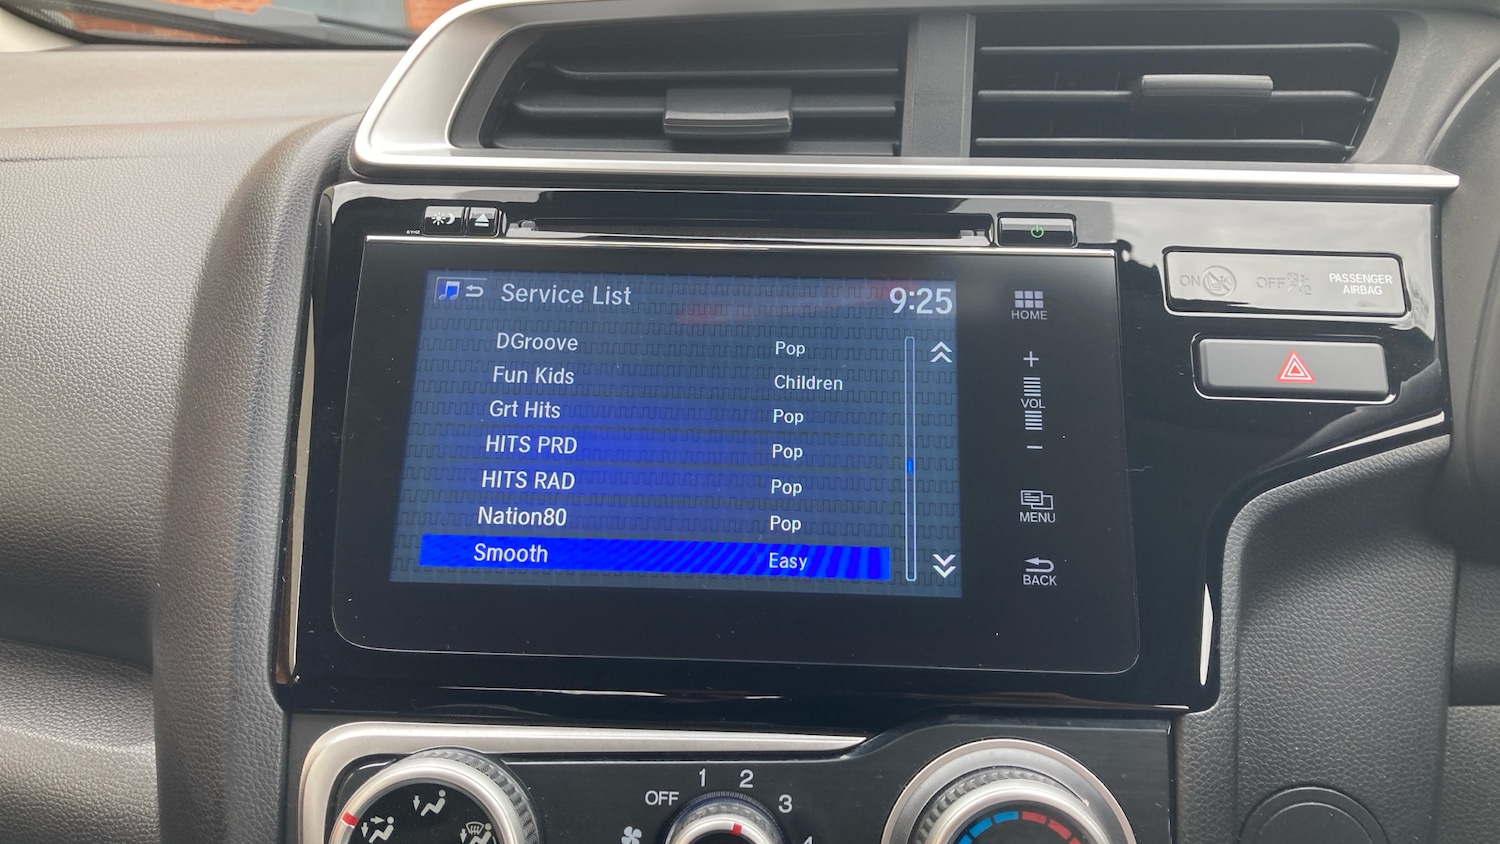 ON OFF PASSENGER
AIRBAG
Service List 9:25
DGroove Pop
Fun Kids Children
Grt Hits Pop
HITS PRD Pop
HITS RAD Pop
Nation80 Pop
Smooth Easy
HOME
+
VOL
−
MENU
BACK
OFF 1 2 3 4